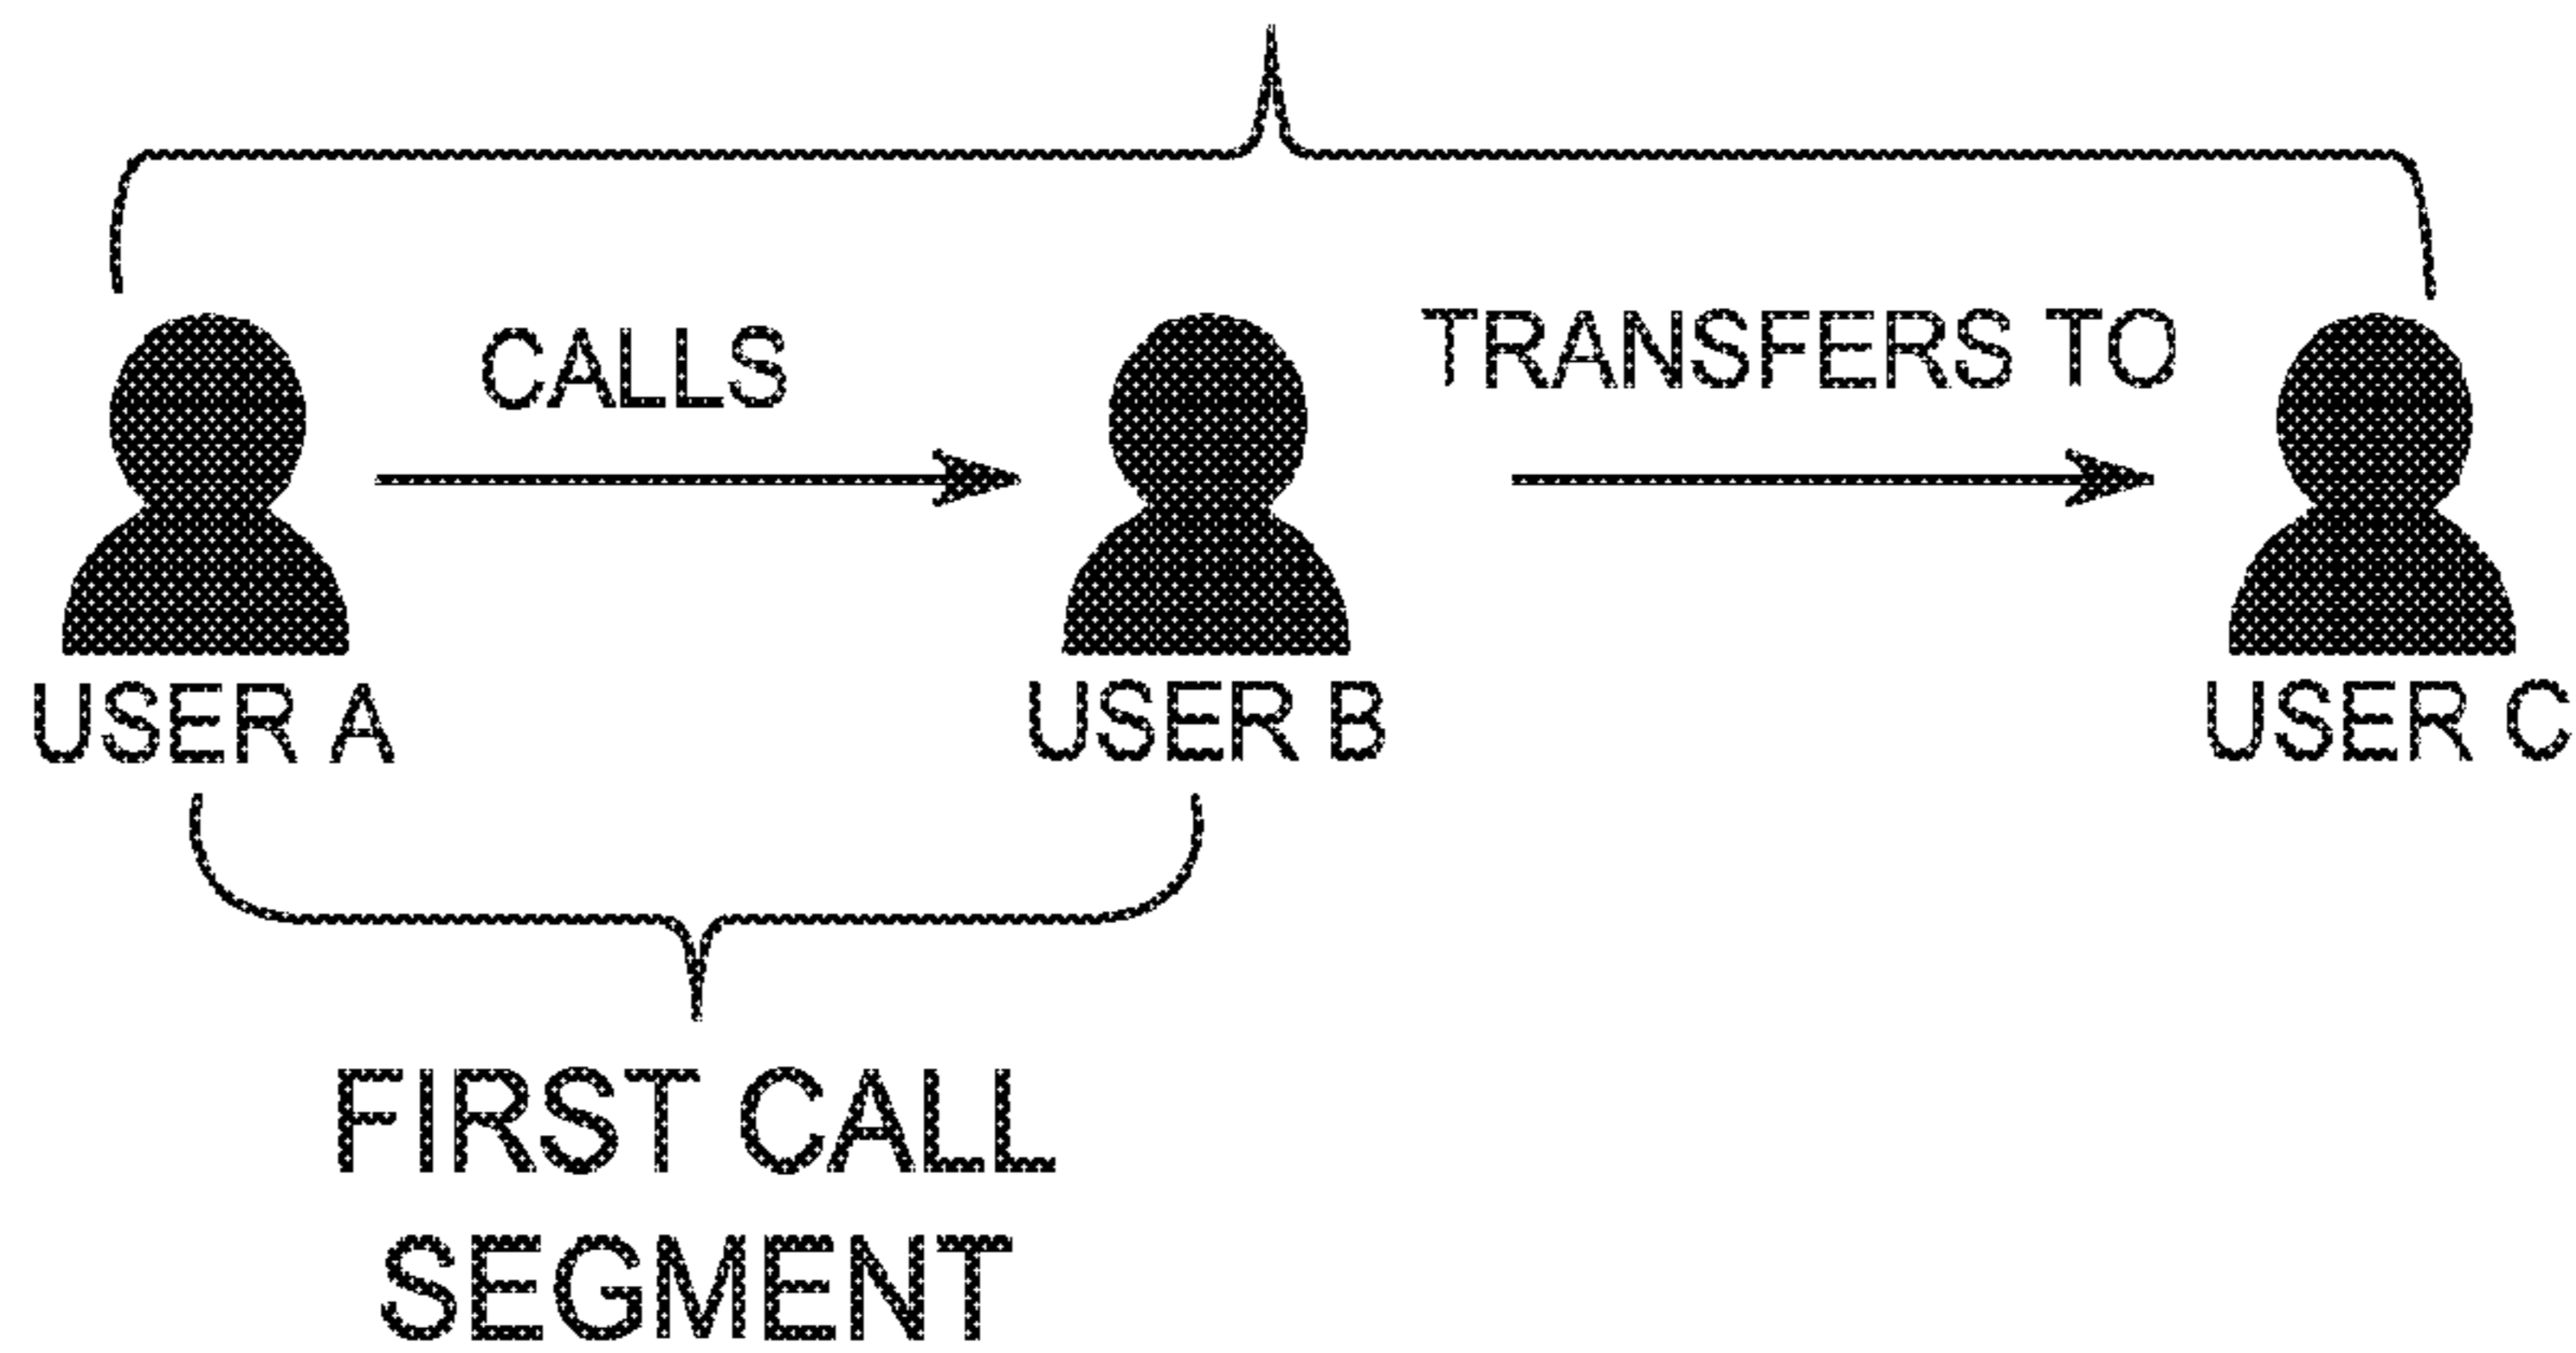 CALLS
TRANSFERS TO
USER A
USER B
USER C
FIRST CALL
SEGMENT